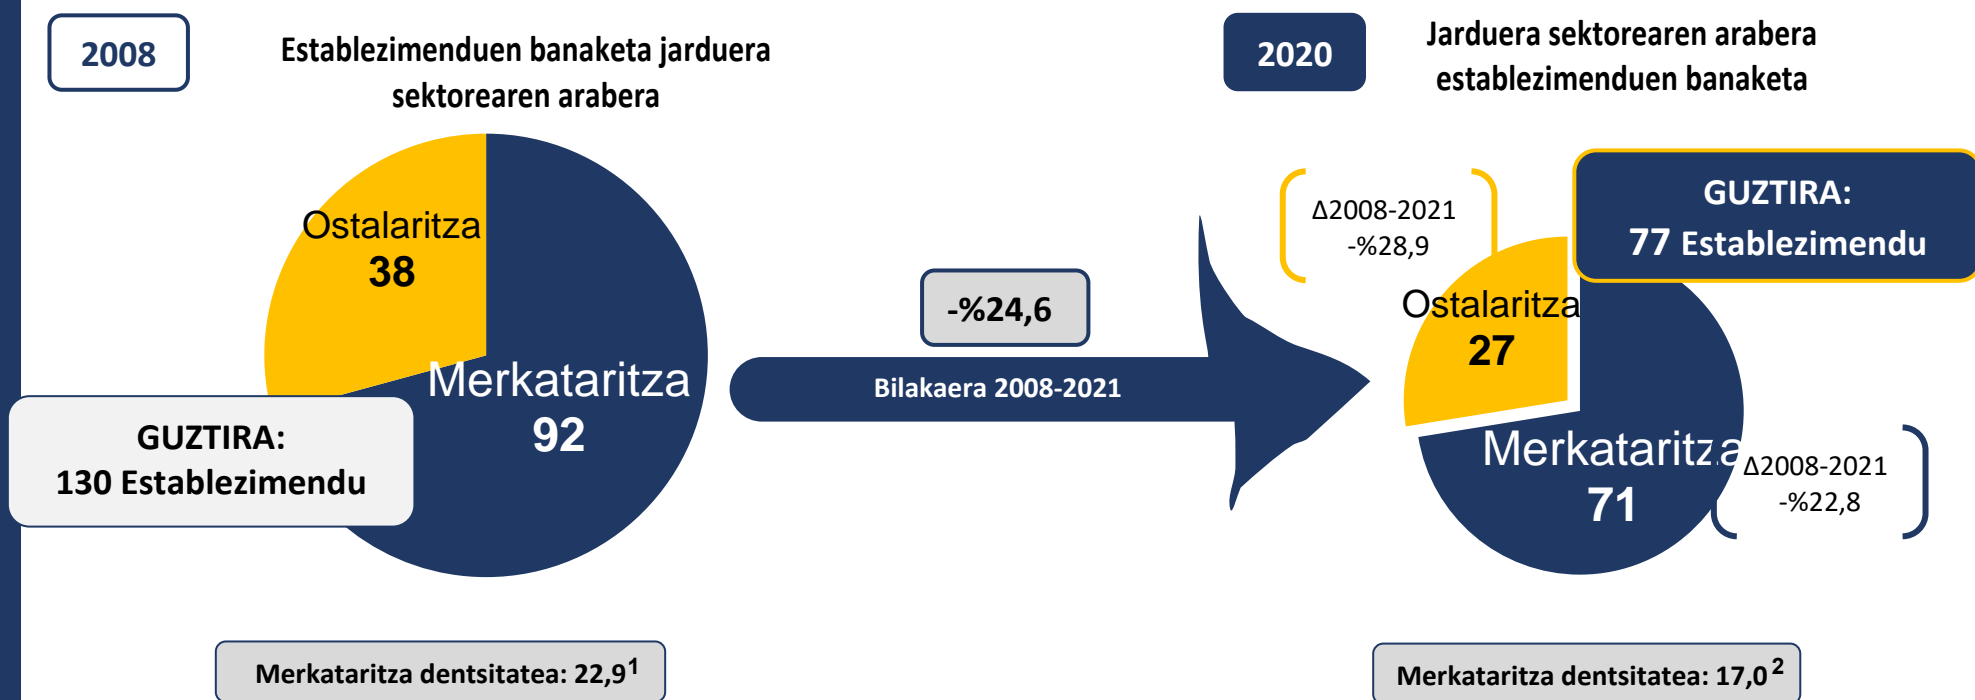 2008
Establezimenduen banaketa jarduera
sektorearen arabera
Ostalaritza
38
Merkataritza
92
GUZTIRA:
130 Establezimendu
Merkataritza dentsitatea: 22,9¹
-%24,6
Bilakaera 2008-2021
2020
Jarduera sektorearen arabera
establezimenduen banaketa
Δ2008-2021
-%28,9
GUZTIRA:
77 Establezimendu
Ostalaritza
27
Merkataritza
71
Δ2008-2021
-%22,8
Merkataritza dentsitatea: 17,0²